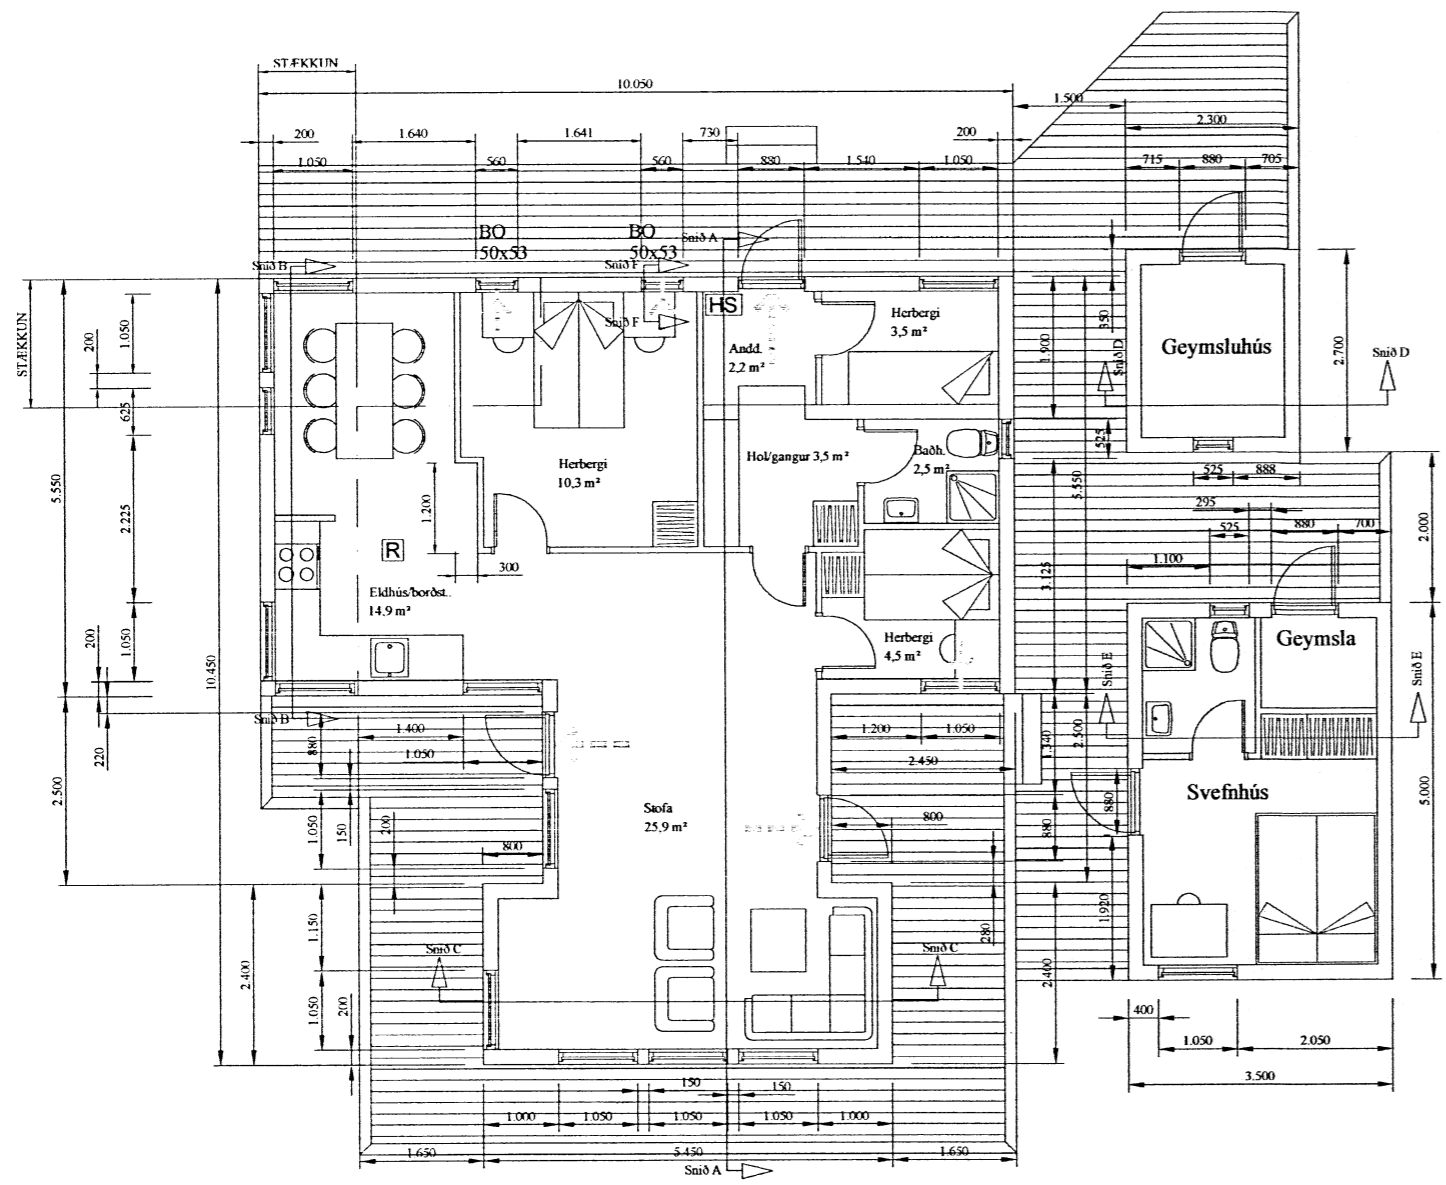 STÆKKUN
10.050
1.500
2.300
200
1.640
1.641
730
200
1.050
560
560
880
1.540
1.050
715
880
705
BO
50x53
BO
50x53
Snið A
Snið B
Snið F
Snið F
HS
Herbergi
3,5 m²
Andd.
2,2 m²
350
1.900
Snið D
Geymsluhús
2.700
Snið D
STÆKKUN
200
1.050
625
5.550
2.225
10.450
1.200
Herbergi
10,3 m²
Hol/gangur 3,5 m²
Baðh.
2,5 m²
525
5.550
3.125
525
888
295
525
880
700
1.100
2.000
R
300
Eldhús/borðst..
14,9 m²
200
1.050
Herbergi
4,5 m²
Geymsla
Snið E
Snið E
220
Snið B
1.400
1.050
880
1.200
1.050
2.450
1.340
2.500
2.500
Stofa
25,9 m²
Svefnhús
880
5.000
1.050
150
200
800
800
880
1.920
280
1.150
2.400
Snið C
Snið C
2.400
1.050
200
400
1.050
2.050
3.500
150
150
1.000
1.050
1.050
1.050
1.000
1.650
5.450
1.650
Snið A